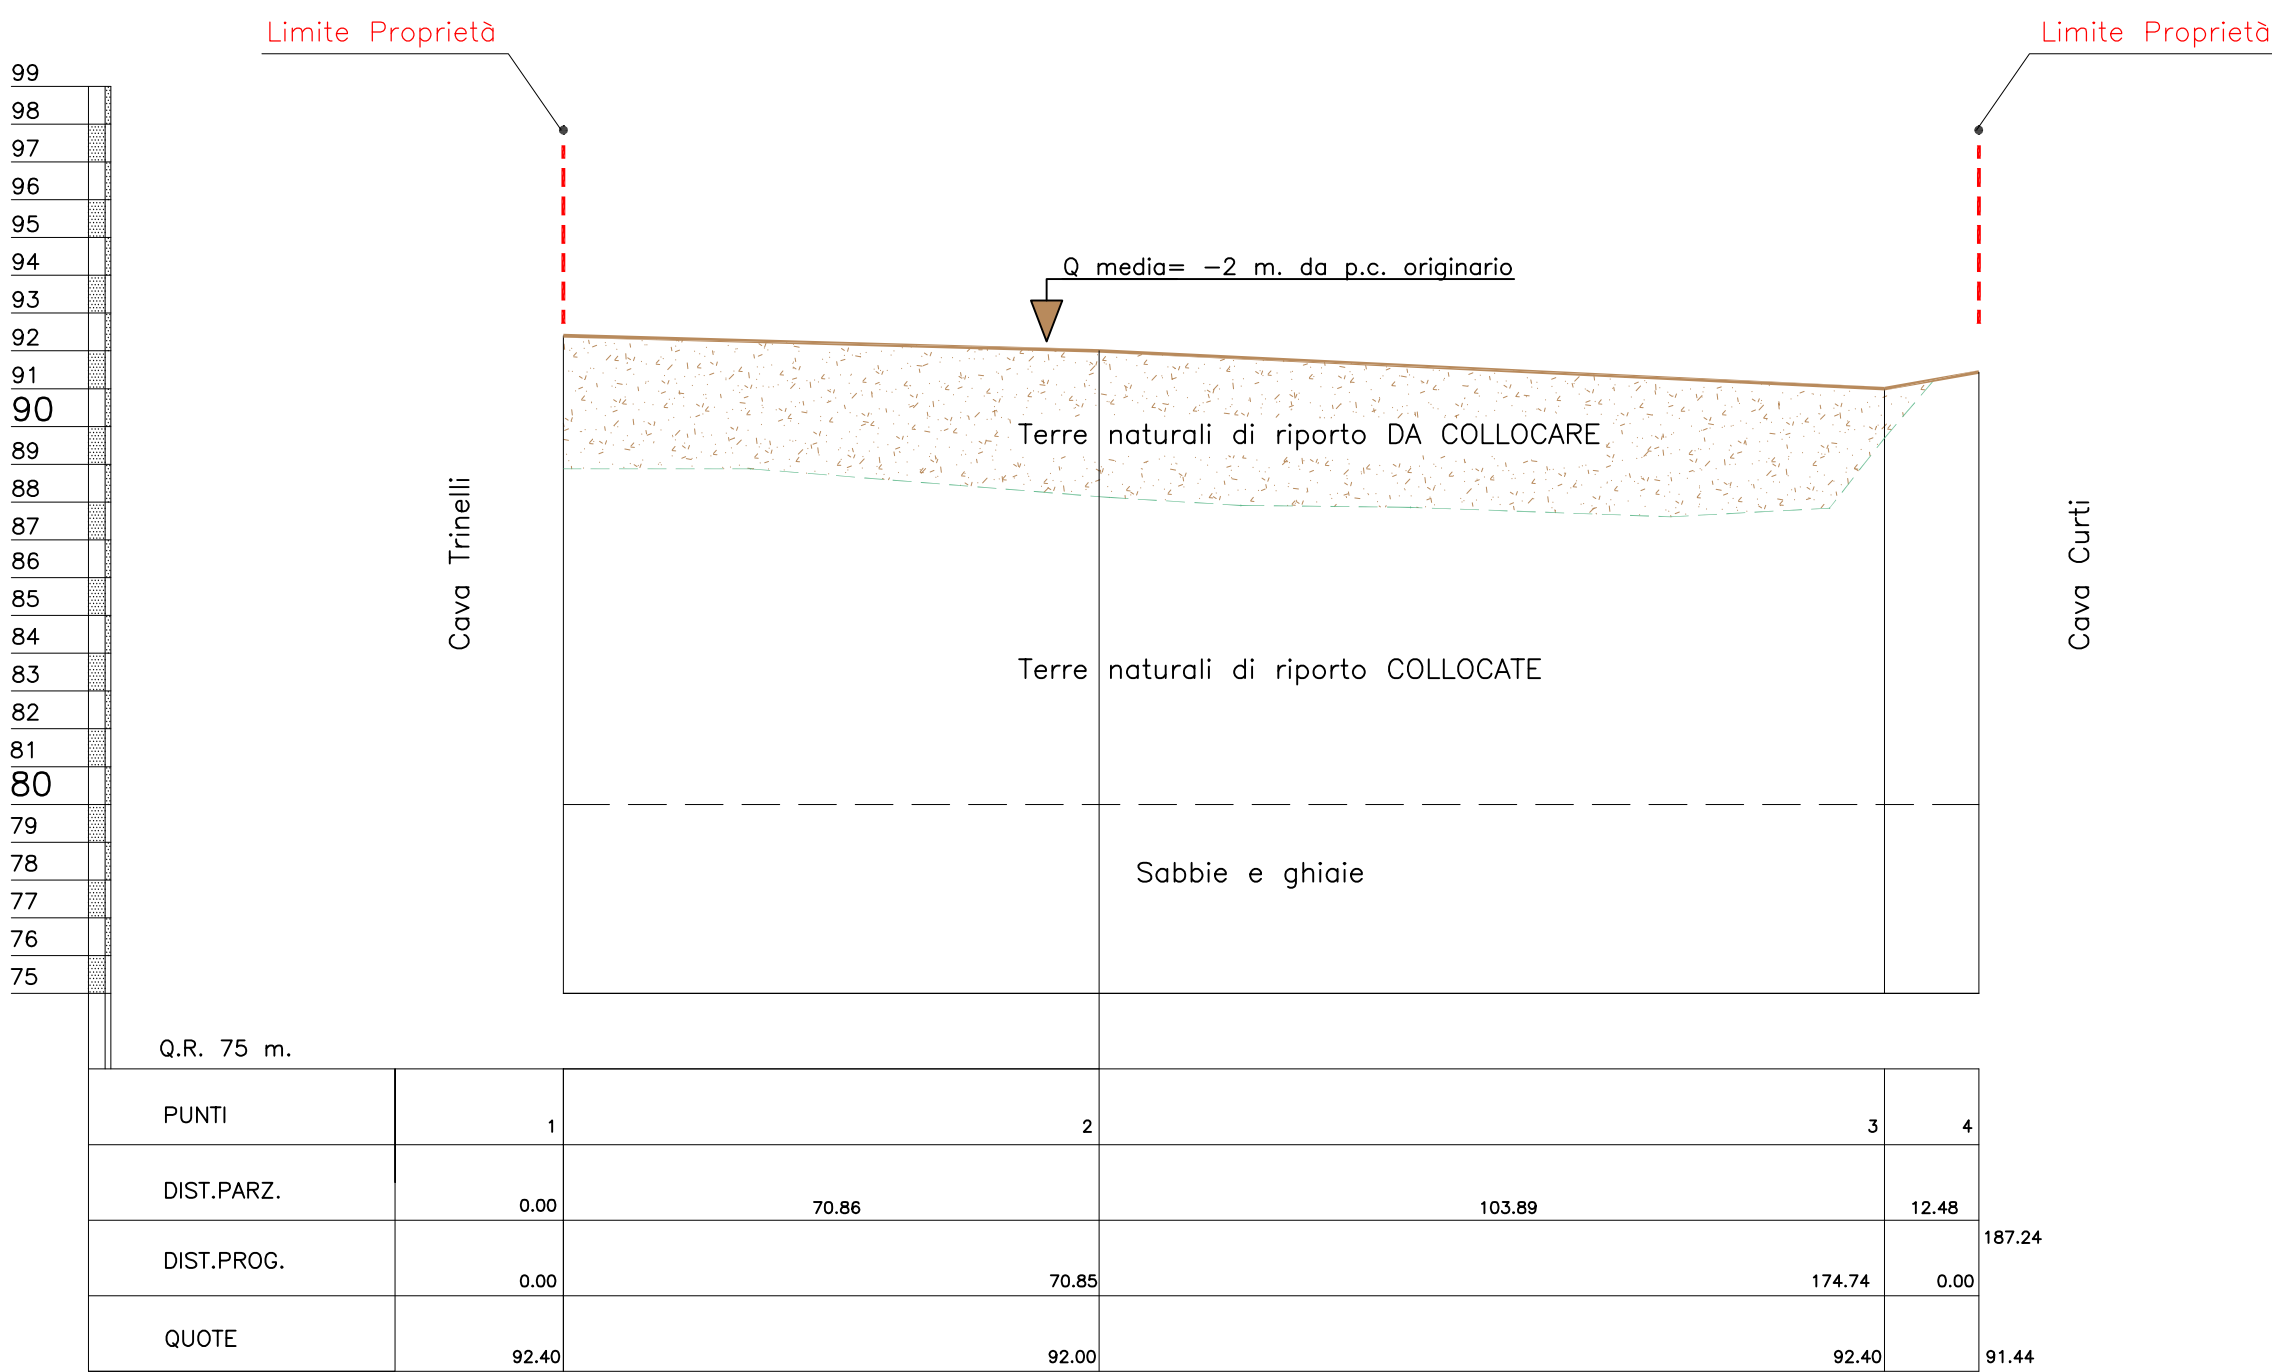 Limite Proprietà
Limite Proprietà
99
98
97
96
95
94
93
92
91
90
89
88
87
86
85
84
83
82
81
80
79
78
77
76
75
Q media= -2 m. da p.c. originario
Terre naturali di riporto DA COLLOCARE
Cava Trinelli
Cava Curti
Terre naturali di riporto COLLOCATE
Sabbie e ghiaie
Q.R. 75 m.
PUNTI 1 2 3 4
DIST.PARZ. 0.00 70.86 103.89 12.48
187.24
DIST.PROG. 0.00 70.85 174.74 0.00
QUOTE 92.40 92.00 92.40 91.44